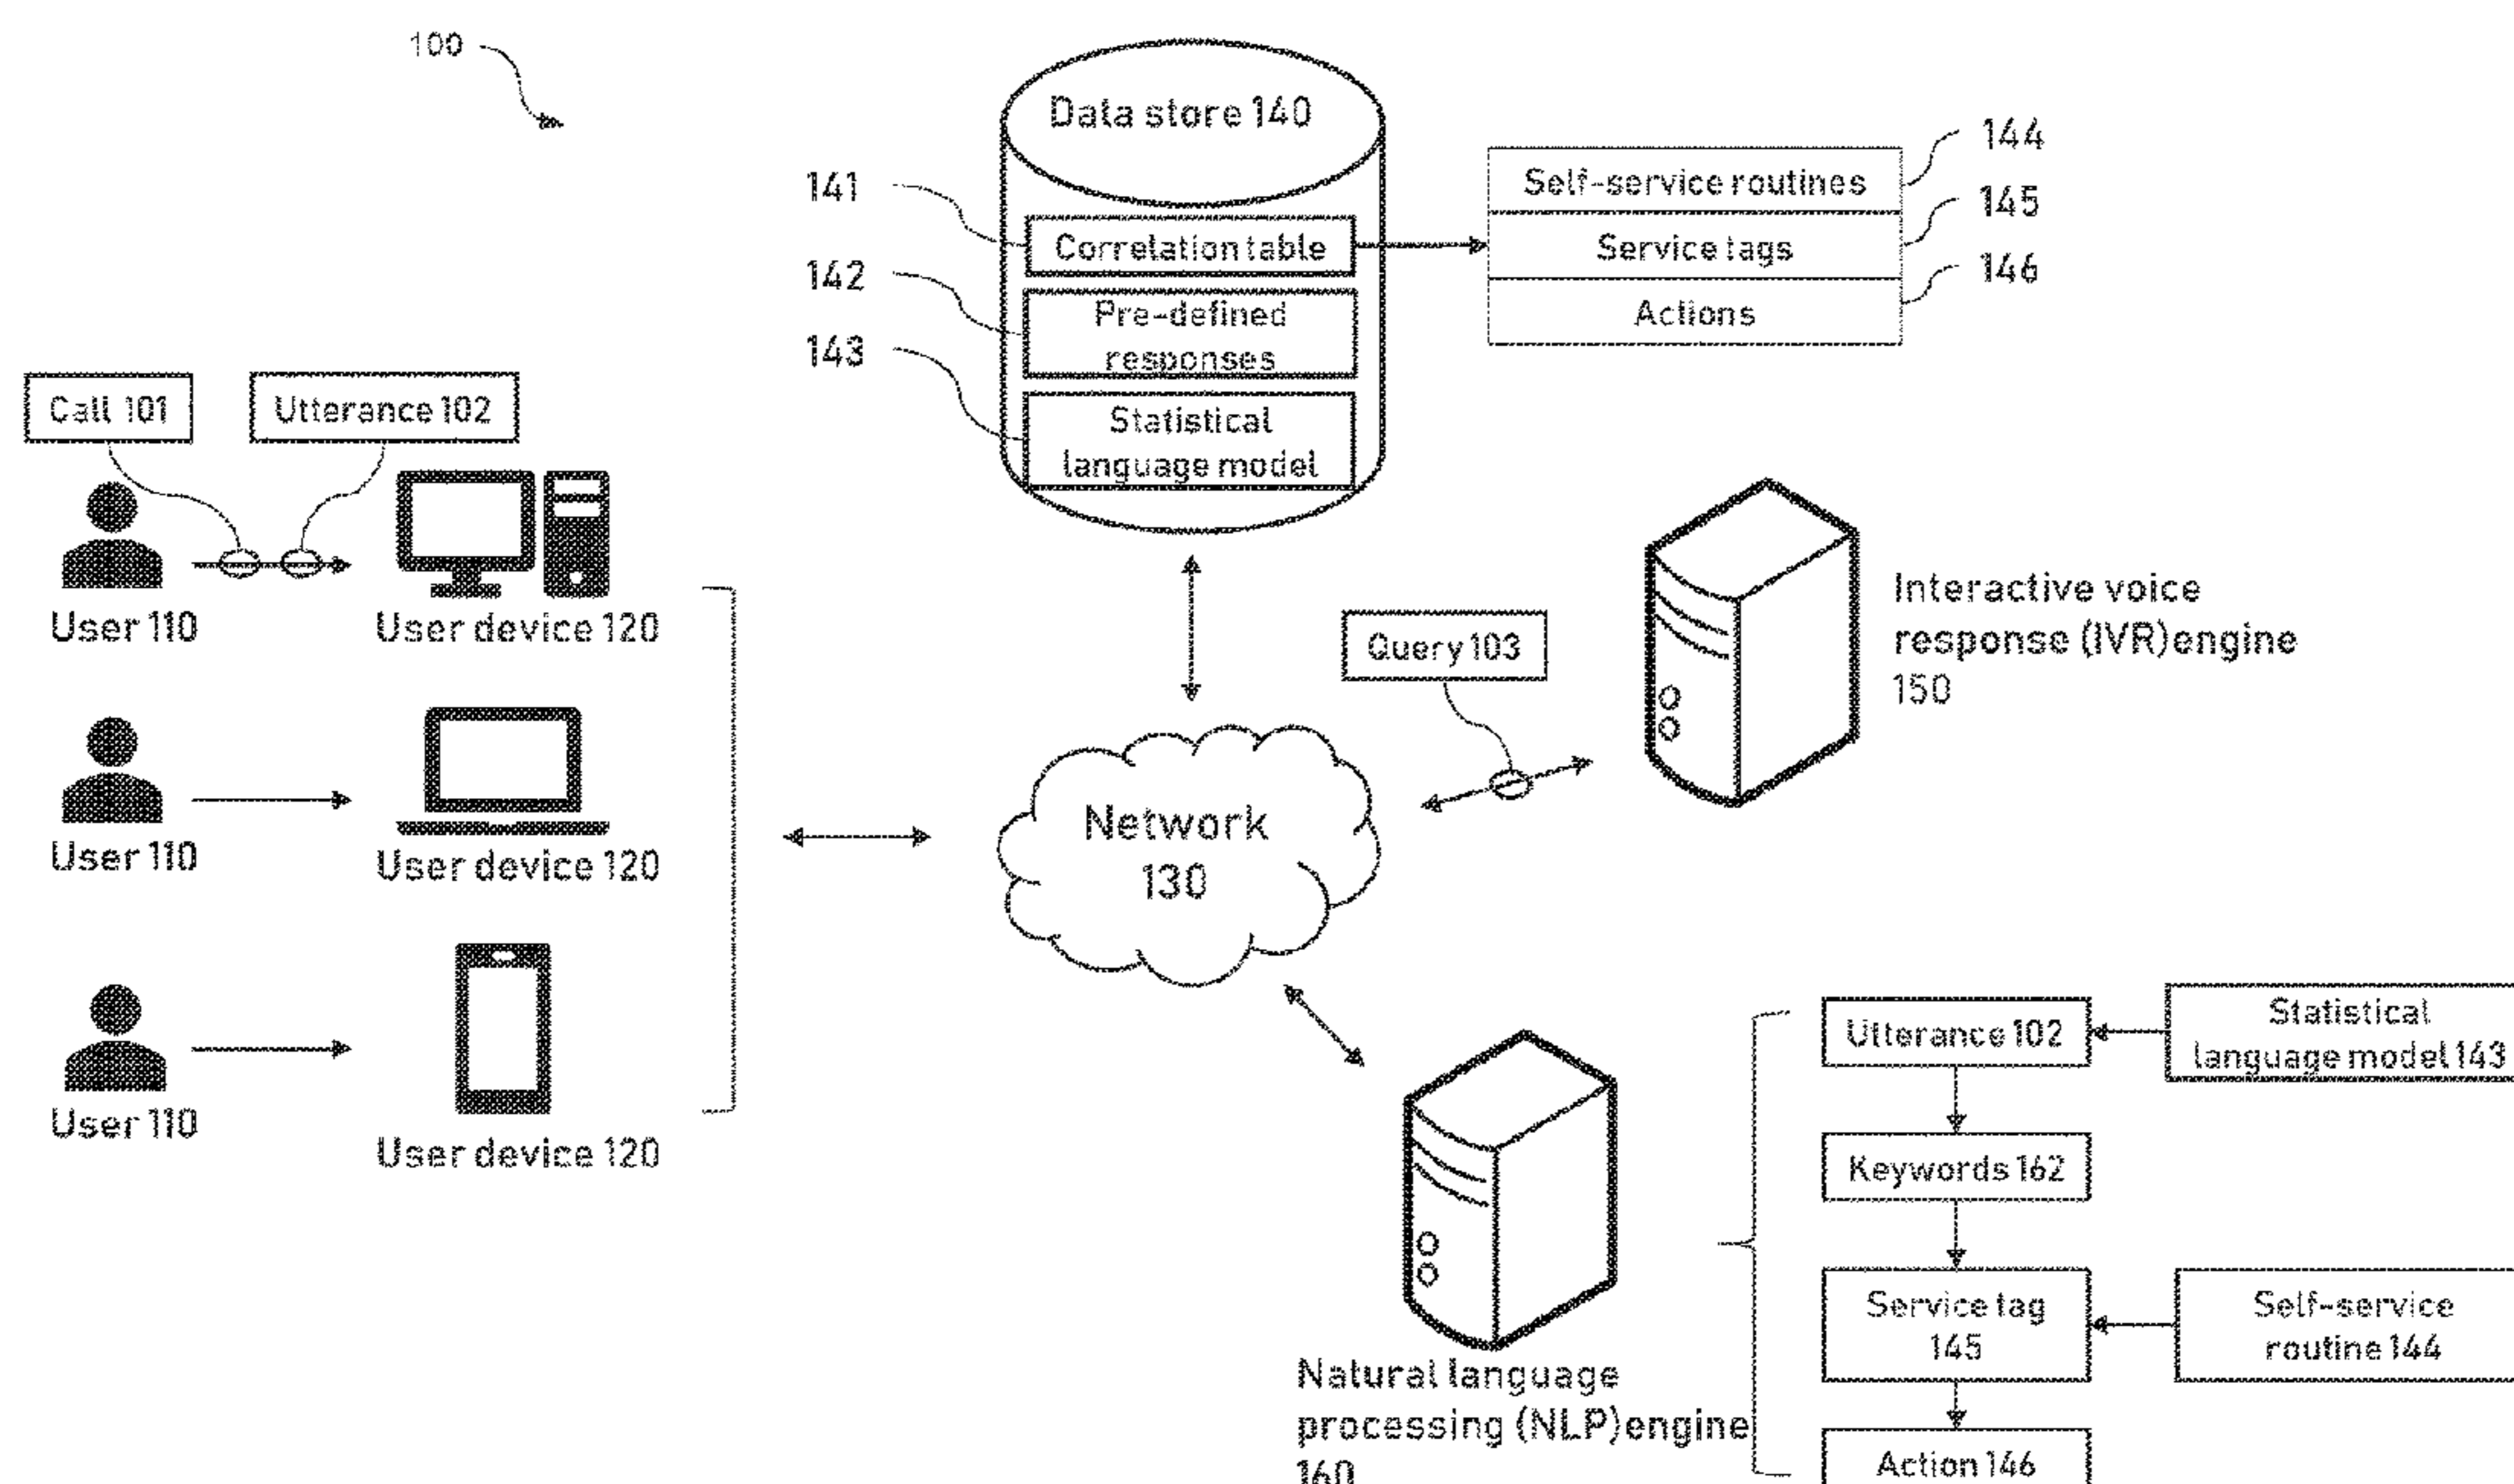 100
Data store 140
141
Correlation table
142
Pre-defined
responses
143
Statistical
language model
Self-service routines
144
Service tags
145
Actions
146
Call 101
Utterance 102
User 110
User device 120
User 110
User device 120
User 110
User device 120
Network
130
Query 103
Interactive voice
response (IVR) engine
150
Natural language
processing (NLP) engine
160
Utterance 102
Statistical
language model 143
Keywords 162
Service tag
145
Self-service
routine 144
Action 146